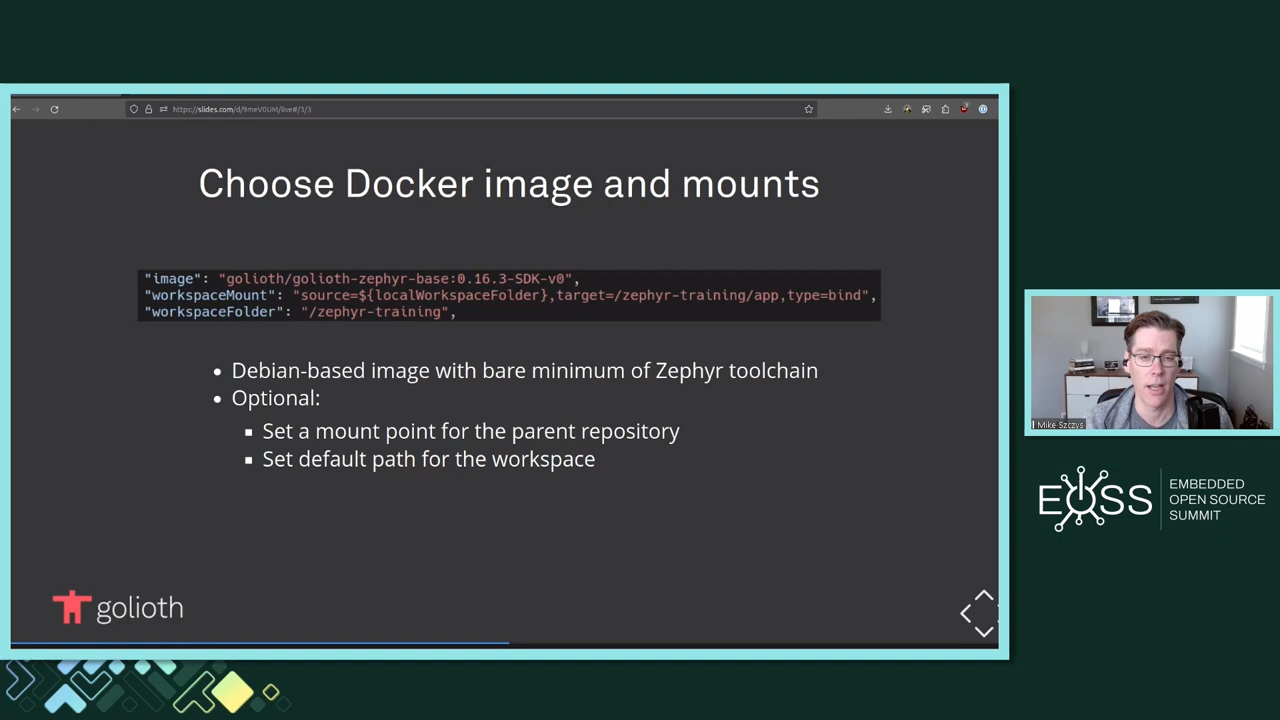 https://slides.com/d/9meV0UM/live#/3/3
Choose Docker image and mounts
"image": "golioth/golioth-zephyr-base:0.16.3-SDK-v0",
"workspaceMount": "source=${localWorkspaceFolder},target=/zephyr-training/app,type=bind",
"workspaceFolder": "/zephyr-training",
• Debian-based image with bare minimum of Zephyr toolchain
• Optional:
▪ Set a mount point for the parent repository
▪ Set default path for the workspace
golioth
Mike Szczys
EOSS
EMBEDDED
OPEN SOURCE
SUMMIT